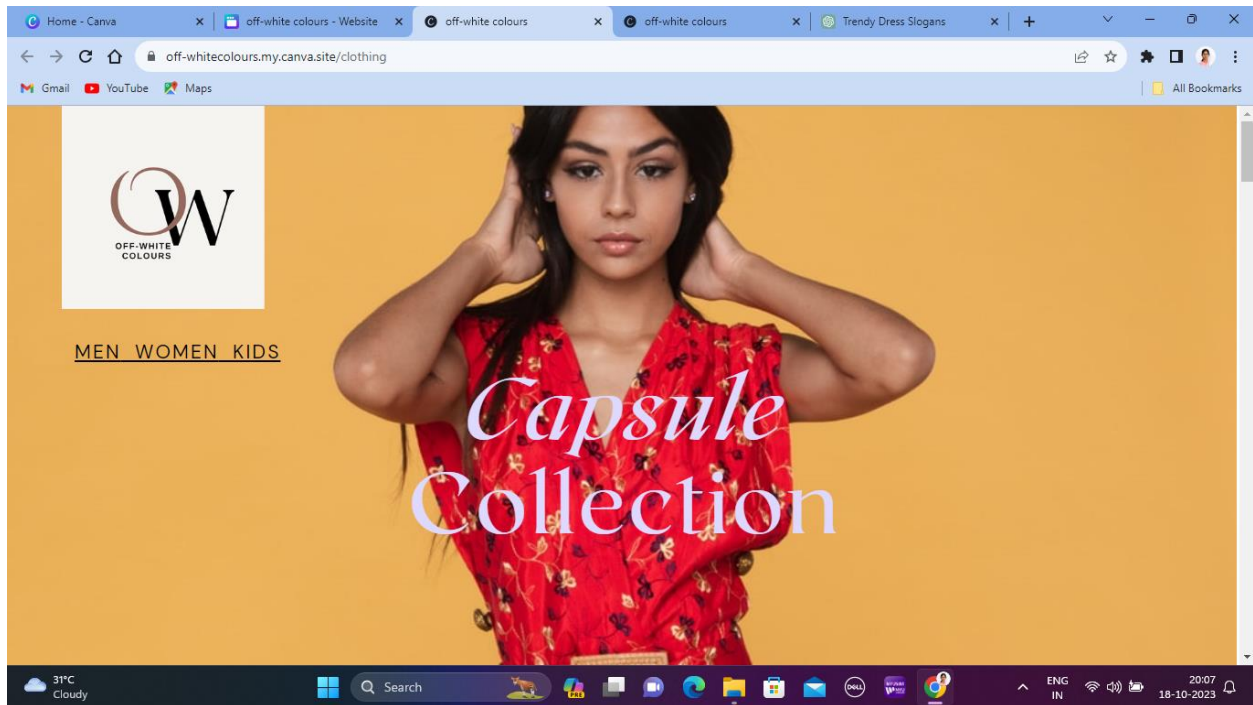 Home - Canva
off-white colours - Website
off-white colours
off-white colours
Trendy Dress Slogans
off-whitecolours.my.canva.site/clothing
Gmail
YouTube
Maps
All Bookmarks
OW
OFF-WHITE
COLOURS
MEN WOMEN KIDS
Capsule
Collection
31°C
Cloudy
Search
PRE
DELL
ENG
IN
20:07
18-10-2023